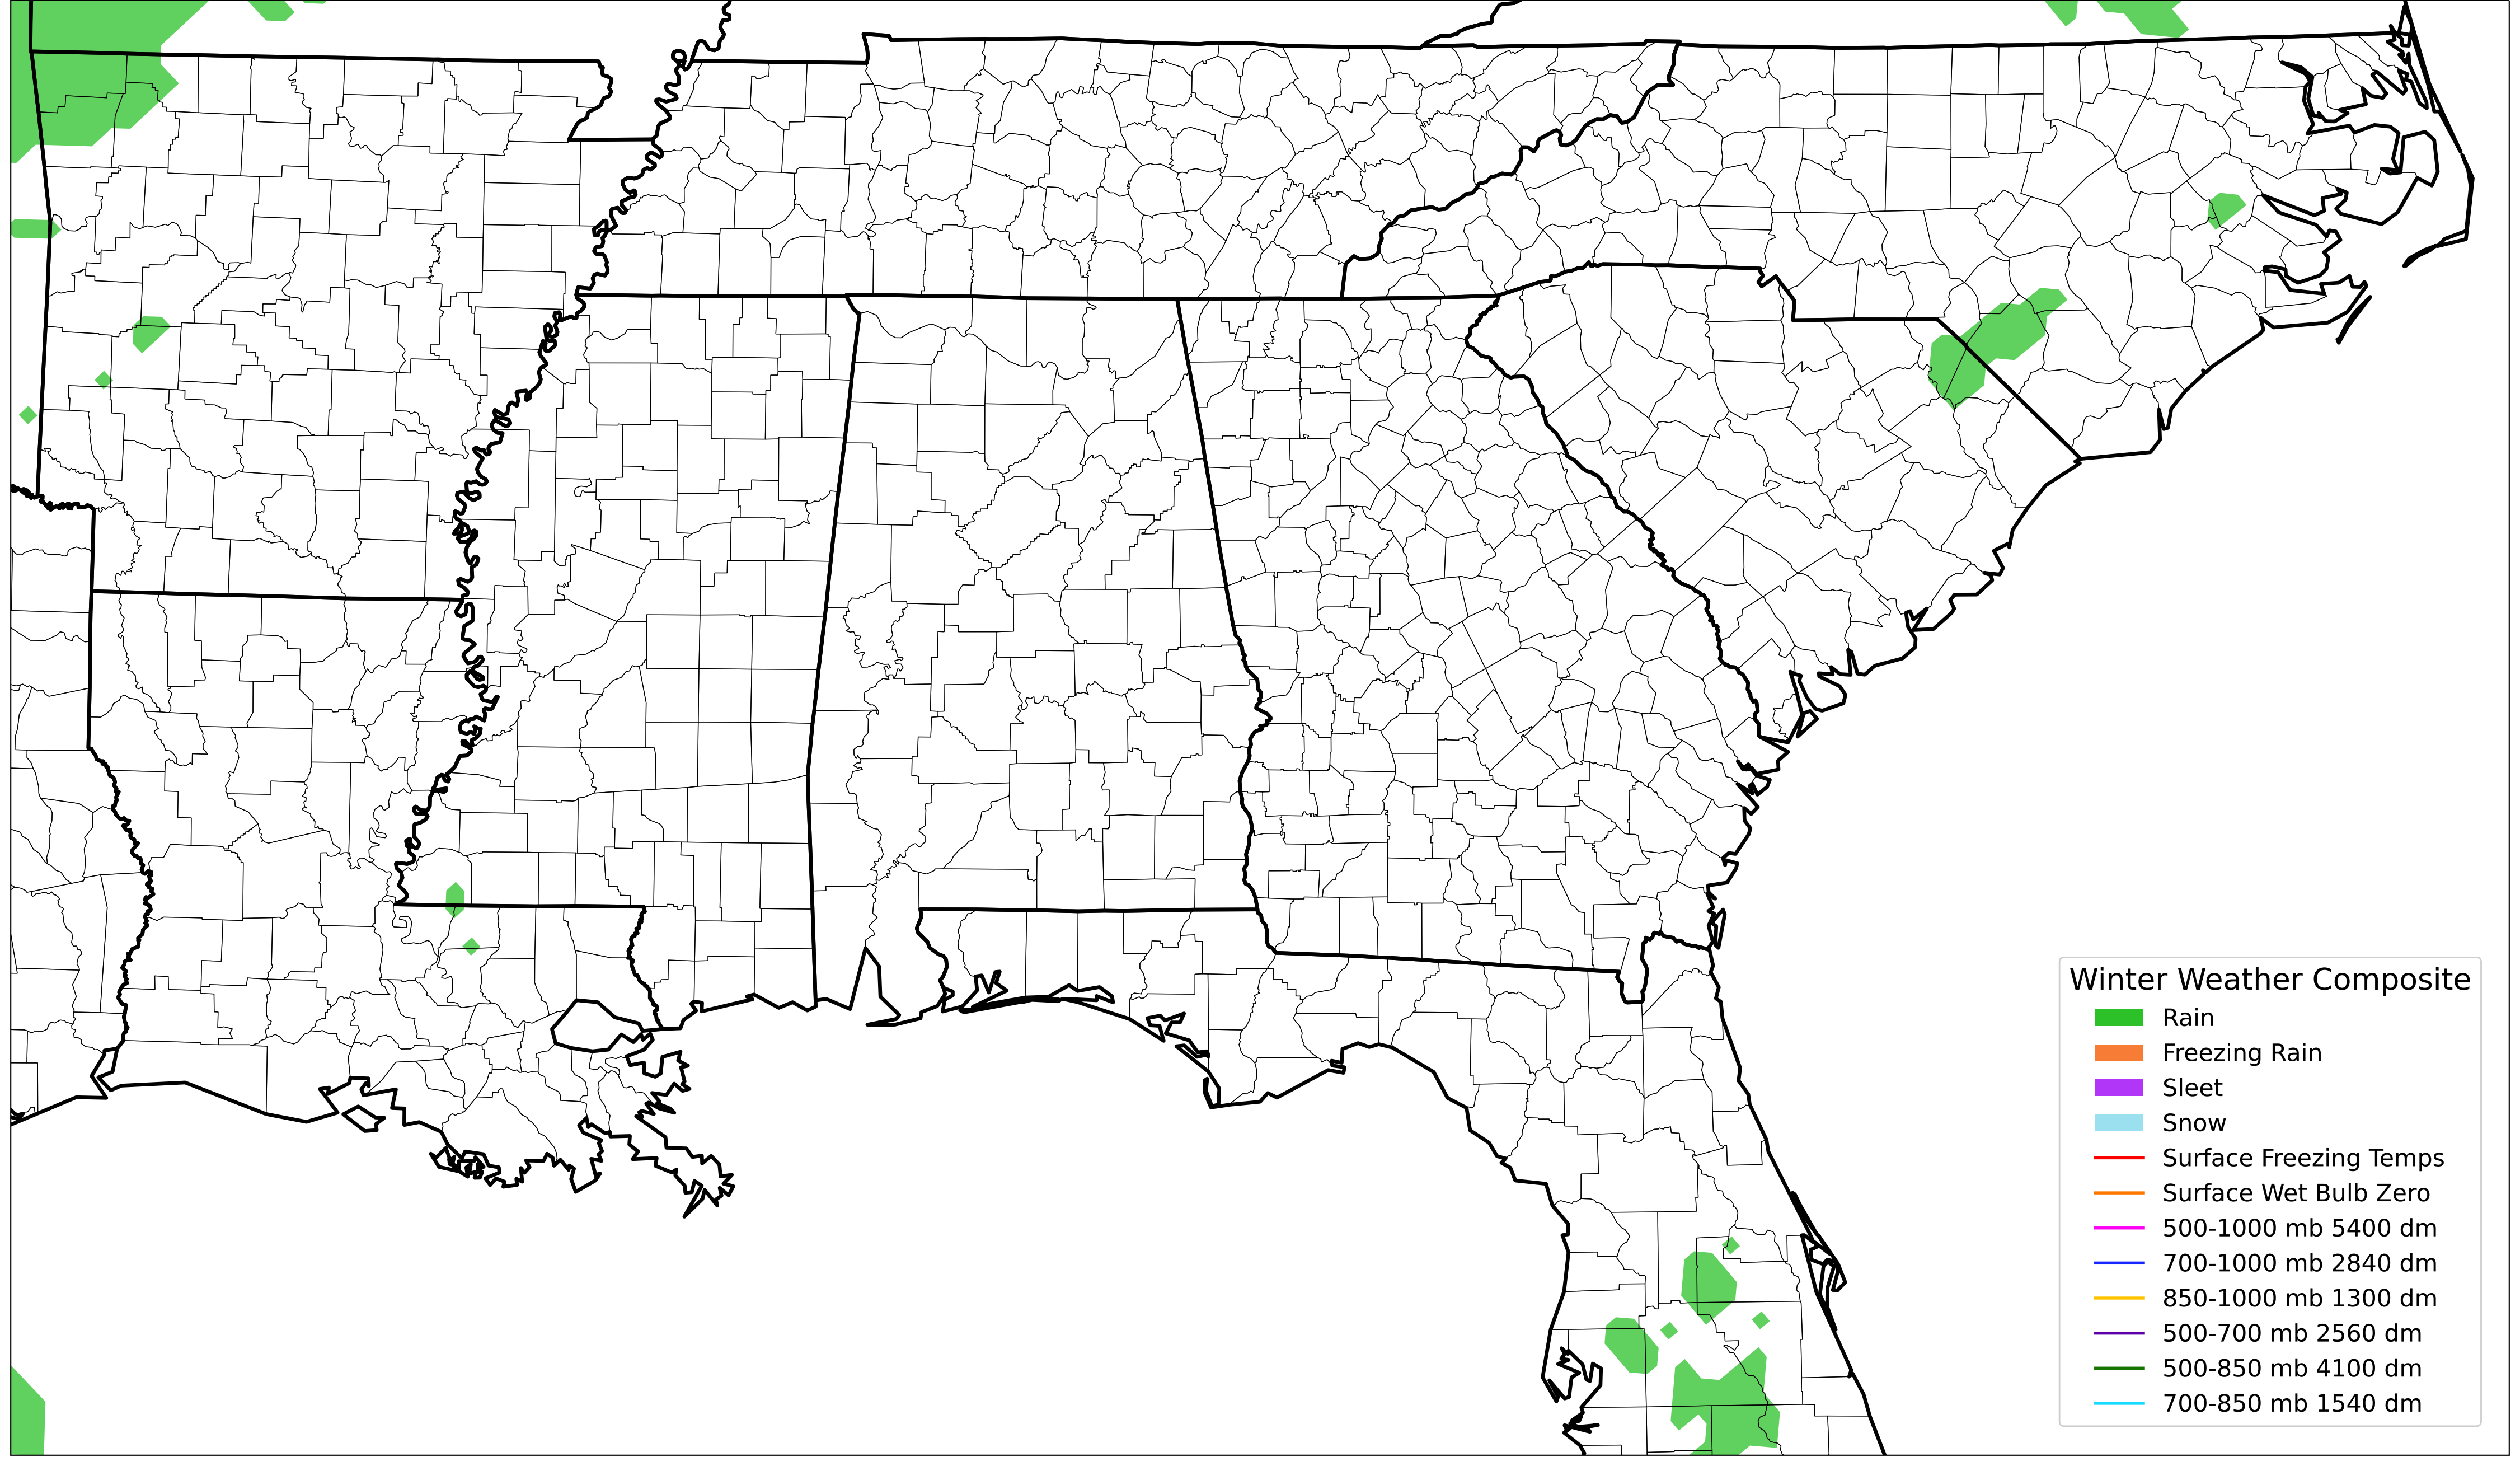 Winter Weather Composite
Rain
Freezing Rain
Sleet
Snow
Surface Freezing Temps
Surface Wet Bulb Zero
500-1000 mb 5400 dm
700-1000 mb 2840 dm
850-1000 mb 1300 dm
500-700 mb 2560 dm
500-850 mb 4100 dm
700-850 mb 1540 dm